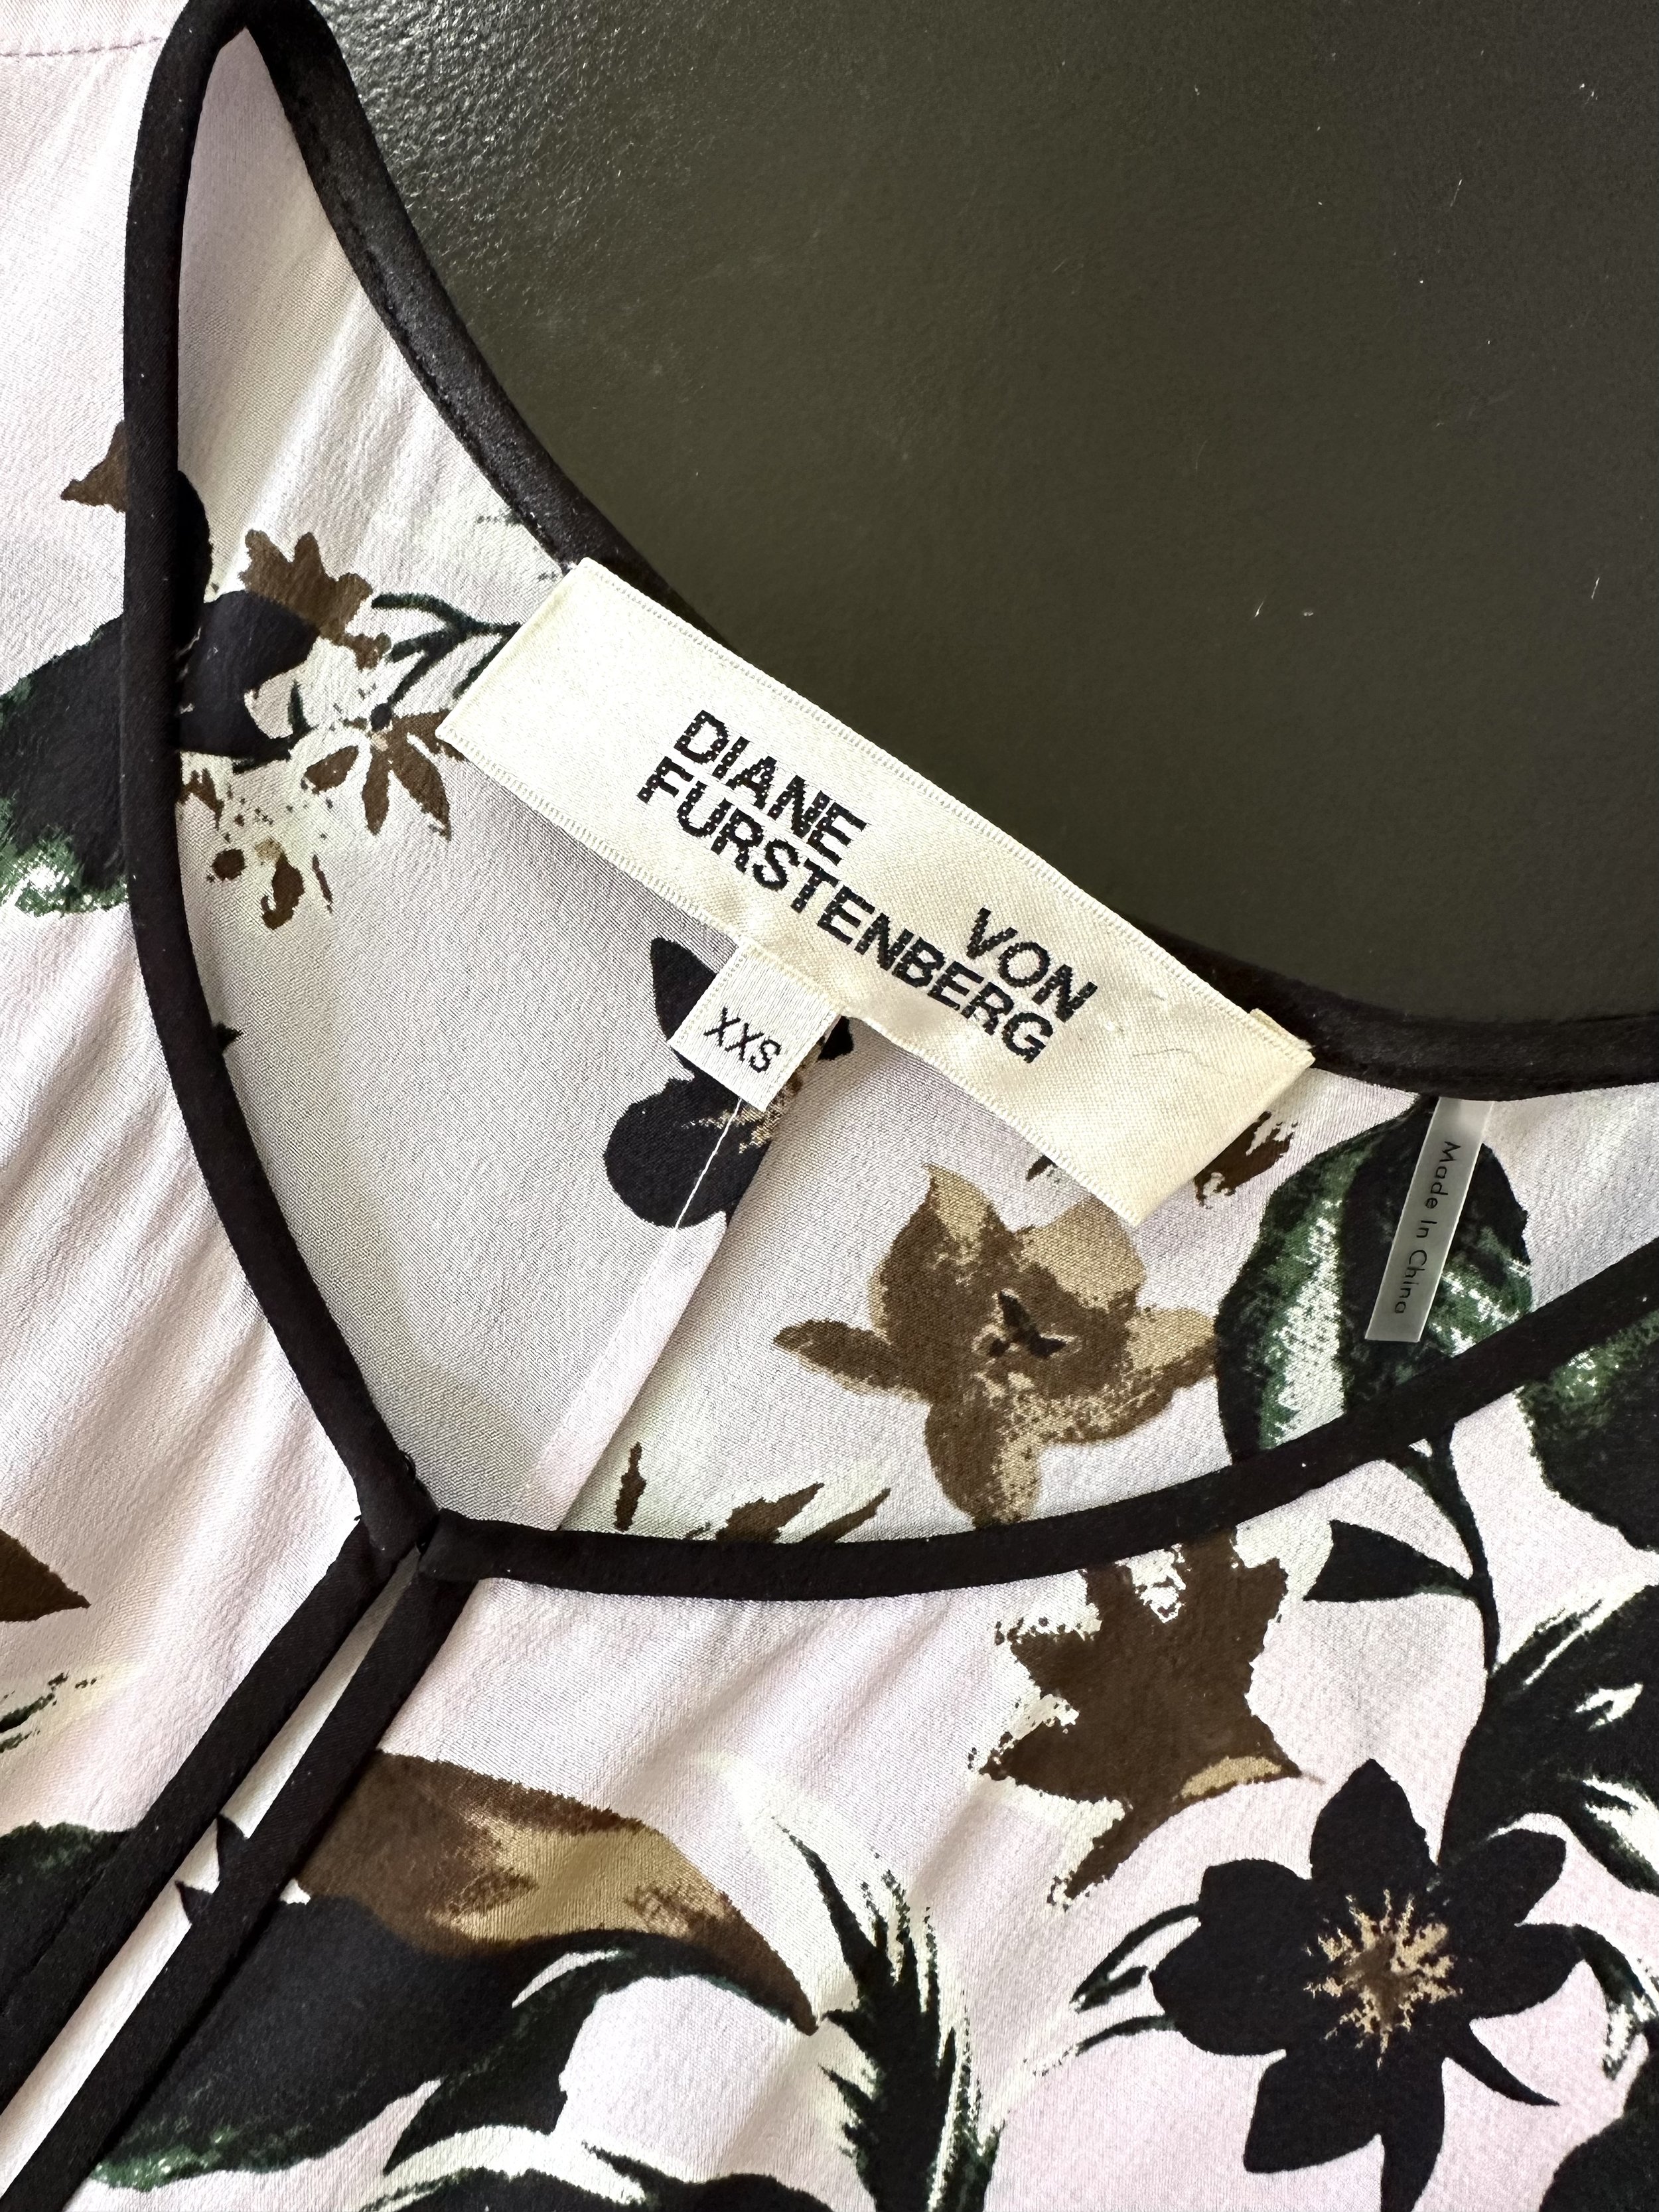 DIANE
VON
FURSTENBERG
XXS
Made In China